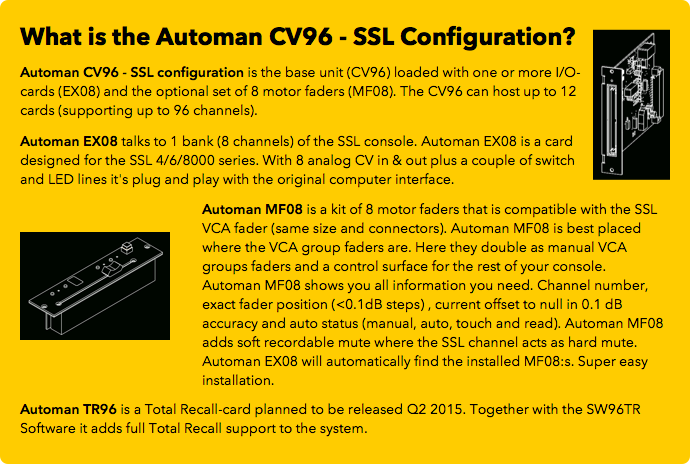 What is the Automan CV96 - SSL Configuration?
Automan CV96 - SSL configuration is the base unit (CV96) loaded with one or more I/O-
cards (EX08) and the optional set of 8 motor faders (MF08). The CV96 can host up to 12
cards (supporting up to 96 channels).
Automan EX08 talks to 1 bank (8 channels) of the SSL console. Automan EX08 is a card
designed for the SSL 4/6/8000 series. With 8 analog CV in & out plus a couple of switch
and LED lines it's plug and play with the original computer interface.
Automan MF08 is a kit of 8 motor faders that is compatible with the SSL
VCA fader (same size and connectors). Automan MF08 is best placed
where the VCA group faders are. Here they double as manual VCA
groups faders and a control surface for the rest of your console.
Automan MF08 shows you all information you need. Channel number,
exact fader position (<0.1dB steps) , current offset to null in 0.1 dB
accuracy and auto status (manual, auto, touch and read). Automan MF08
adds soft recordable mute where the SSL channel acts as hard mute.
Automan EX08 will automatically find the installed MF08:s. Super easy
installation.
Automan TR96 is a Total Recall-card planned to be released Q2 2015. Together with the SW96TR
Software it adds full Total Recall support to the system.